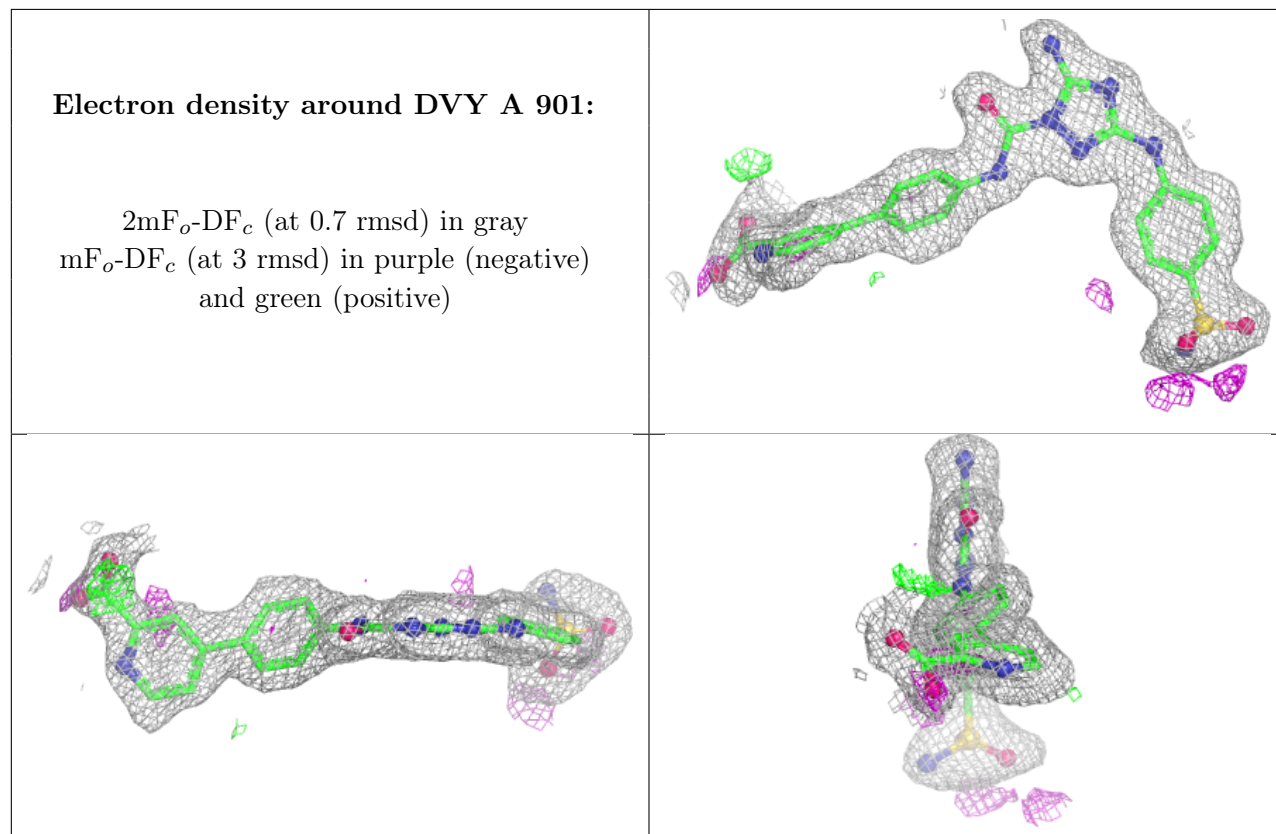 Electron density around DVY A 901:
2mFo-DFc (at 0.7 rmsd) in gray
mFo-DFc (at 3 rmsd) in purple (negative)
and green (positive)